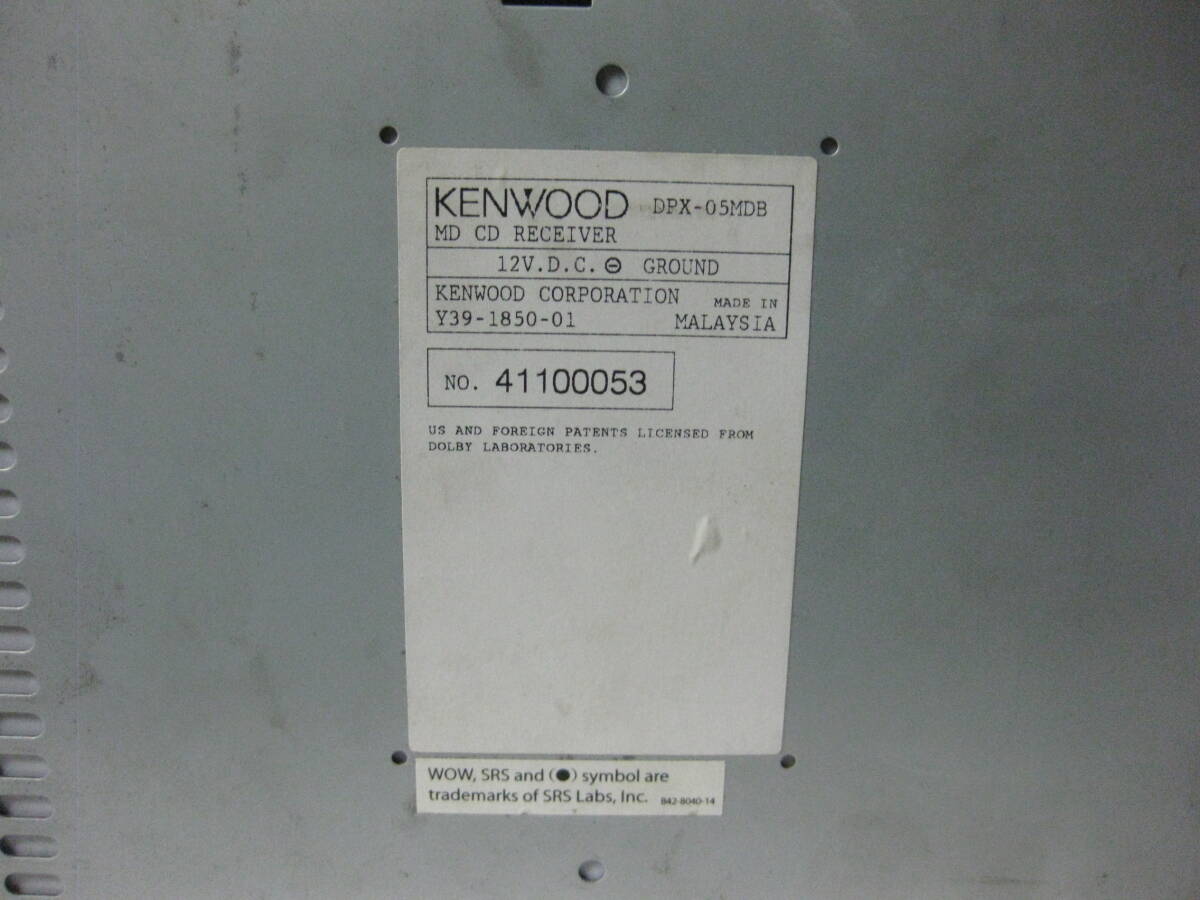 KENWOOD DPX-05MDB
MD CD RECEIVER
12V.D.C. ⊖ GROUND
KENWOOD CORPORATION MADE IN
Y39-1850-01 MALAYSIA
NO. 41100053
US AND FOREIGN PATENTS LICENSED FROM
DOLBY LABORATORIES.
WOW, SRS and (●) symbol are
trademarks of SRS Labs, Inc. B42-8040-14